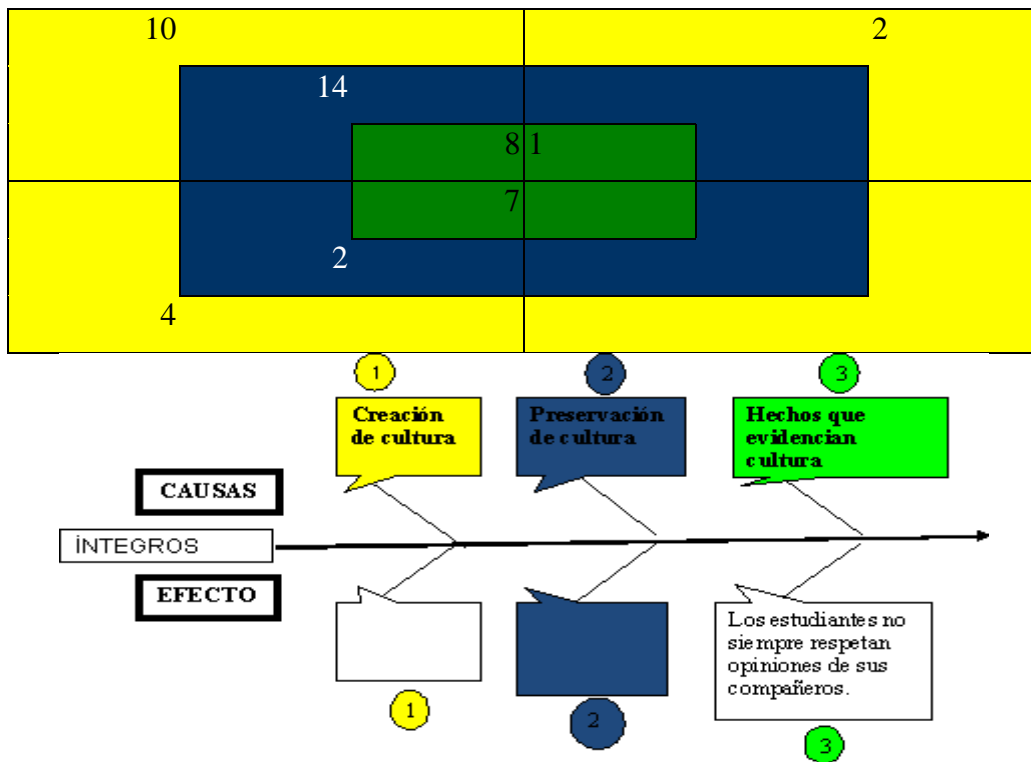 10
2
14
8 1
7
2
4
1
2
3
Creación
de cultura
Preservación
de cultura
Hechos que
evidencian
cultura
CAUSAS
ÍNTEGROS
EFECTO
Los estudiantes no
siempre respetan
opiniones de sus
compañeros.
1
2
3